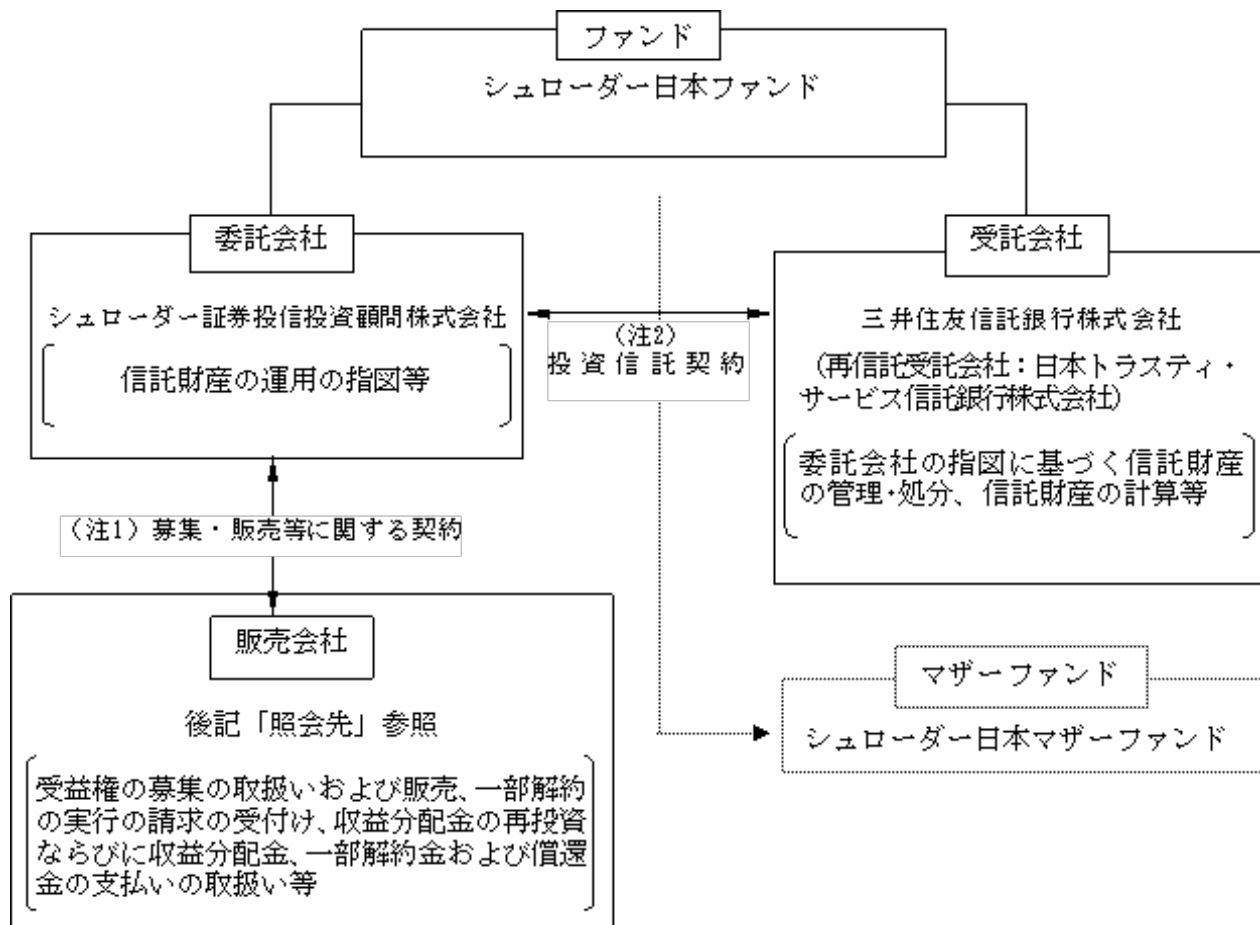 ファンド
シュローダー日本ファンド
委託会社
シュローダー証券投信投資顧問株式会社
信託財産の運用の指図等
(注2)
投資信託契約
受託会社
三井住友信託銀行株式会社
(再信託受託会社:日本トラスティ・
サービス信託銀行株式会社)
委託会社の指図に基づく信託財産
の管理・処分、信託財産の計算等
(注1)募集・販売等に関する契約
販売会社
後記「照会先」参照
受益権の募集の取扱いおよび販売、一部解約
の実行の請求の受付け、収益分配金の再投資
ならびに収益分配金、一部解約金および償還
金の支払いの取扱い等
マザーファンド
シュローダー日本マザーファンド